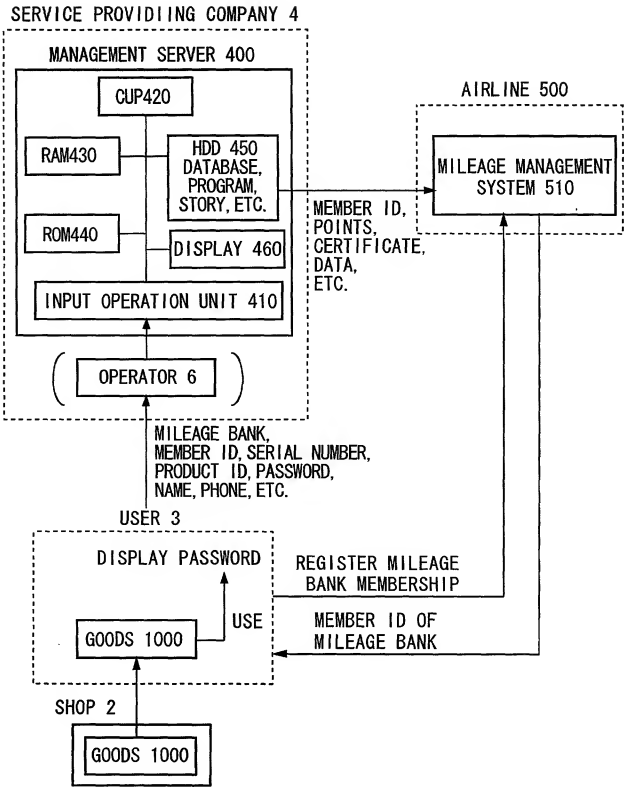 SERVICE PROVIDIING COMPANY 4
MANAGEMENT SERVER 400
CUP420
RAM430
HDD 450
DATABASE,
PROGRAM,
STORY, ETC.
ROM440
DISPLAY 460
INPUT OPERATION UNIT 410
OPERATOR 6
AIRLINE 500
MILEAGE MANAGEMENT
SYSTEM 510
MEMBER ID,
POINTS,
CERTIFICATE,
DATA,
ETC.
MILEAGE BANK,
MEMBER ID, SERIAL NUMBER,
PRODUCT ID, PASSWORD,
NAME, PHONE, ETC.
USER 3
DISPLAY PASSWORD
USE
GOODS 1000
REGISTER MILEAGE
BANK MEMBERSHIP
MEMBER ID OF
MILEAGE BANK
SHOP 2
GOODS 1000